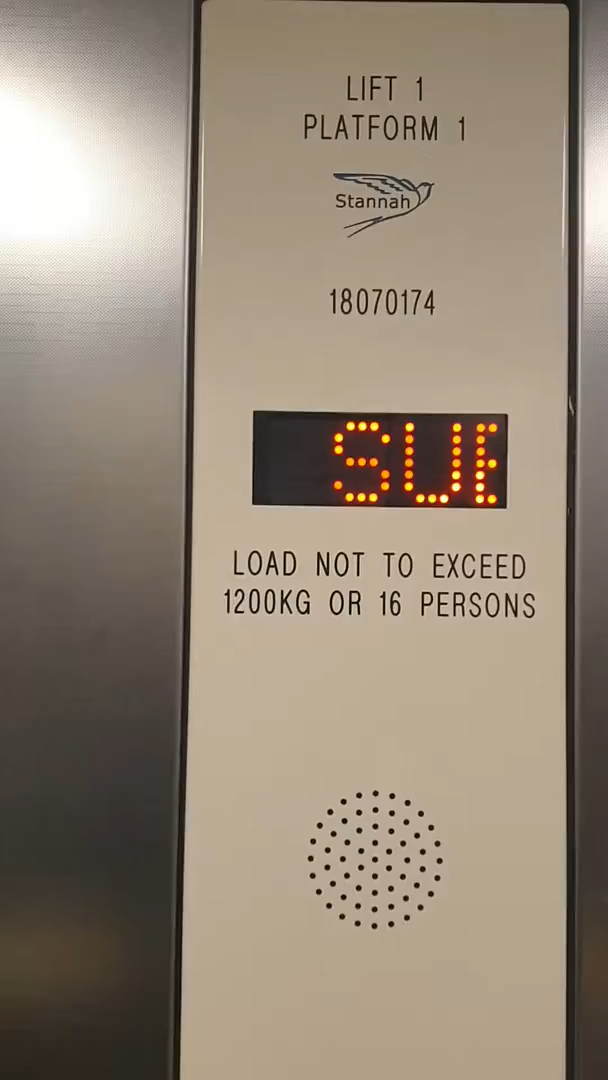 LIFT 1
PLATFORM 1
Stannah
18070174
LOAD NOT TO EXCEED
1200KG OR 16 PERSONS